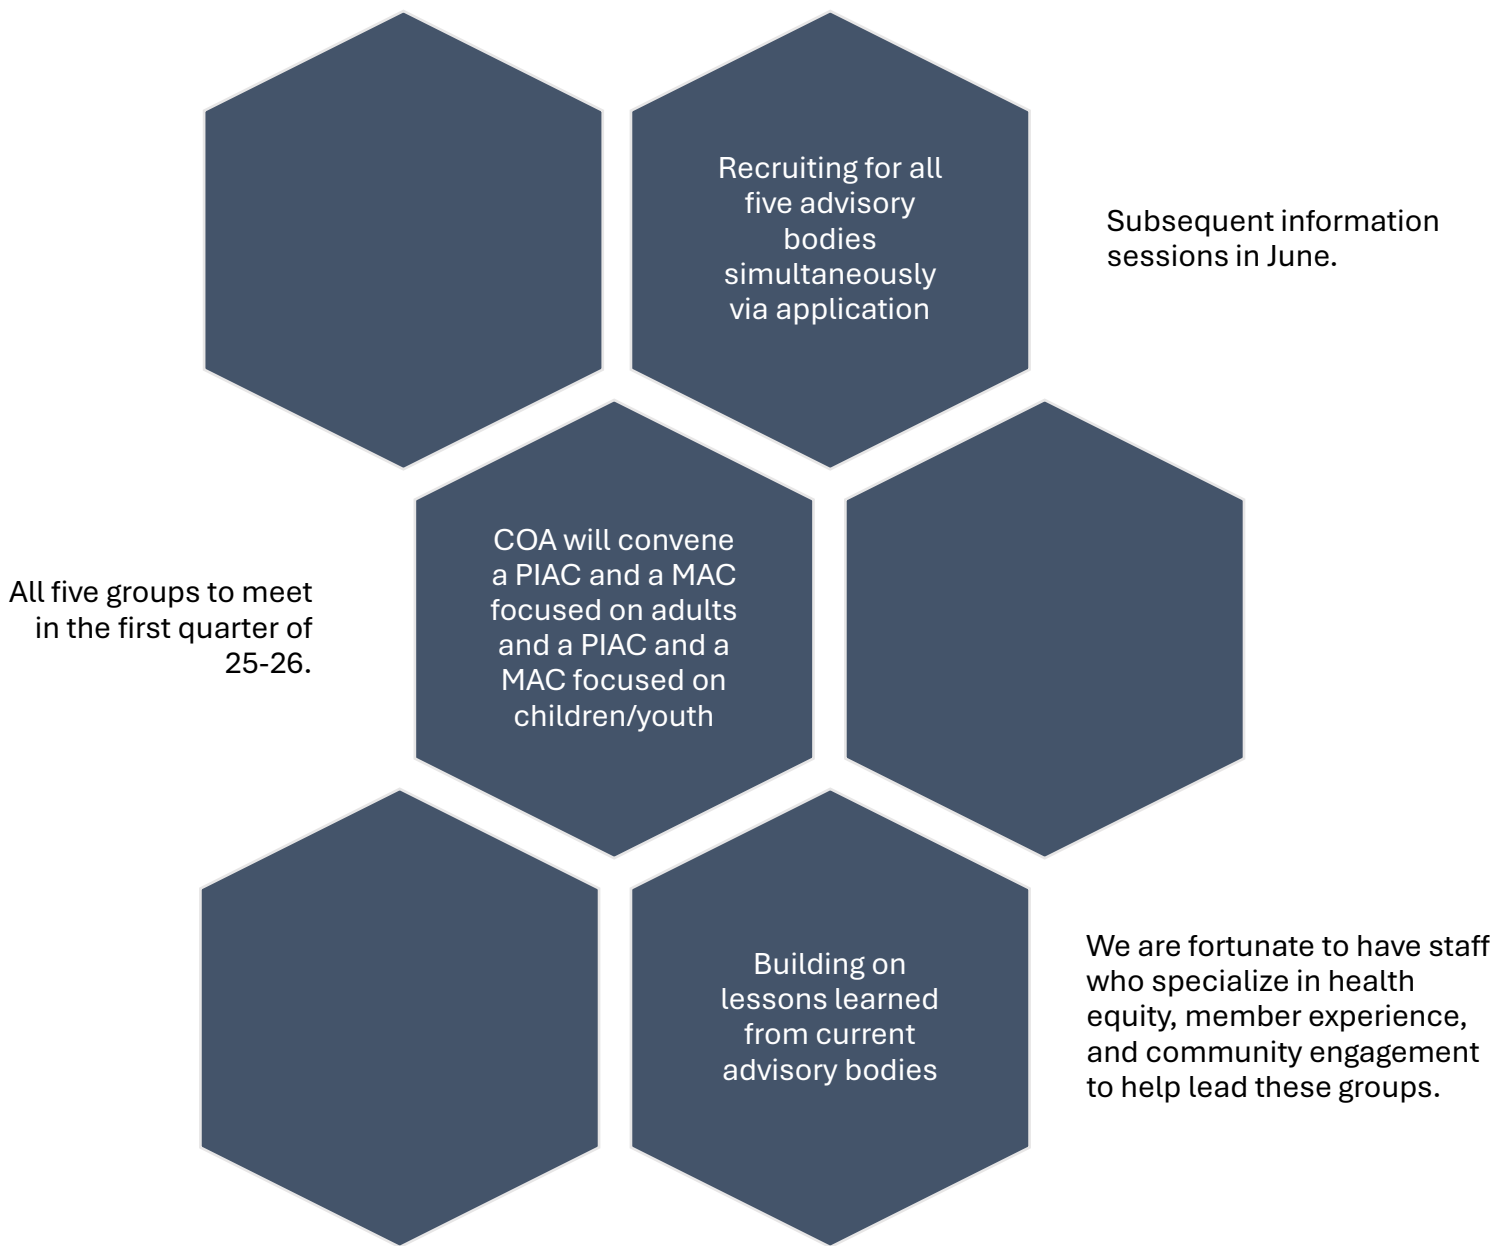 Recruiting for all
five advisory
bodies
simultaneously
via application
Subsequent information
sessions in June.
All five groups to meet
in the first quarter of
25-26.
COA will convene
a PIAC and a MAC
focused on adults
and a PIAC and a
MAC focused on
children/youth
Building on
lessons learned
from current
advisory bodies
We are fortunate to have staff
who specialize in health
equity, member experience,
and community engagement
to help lead these groups.